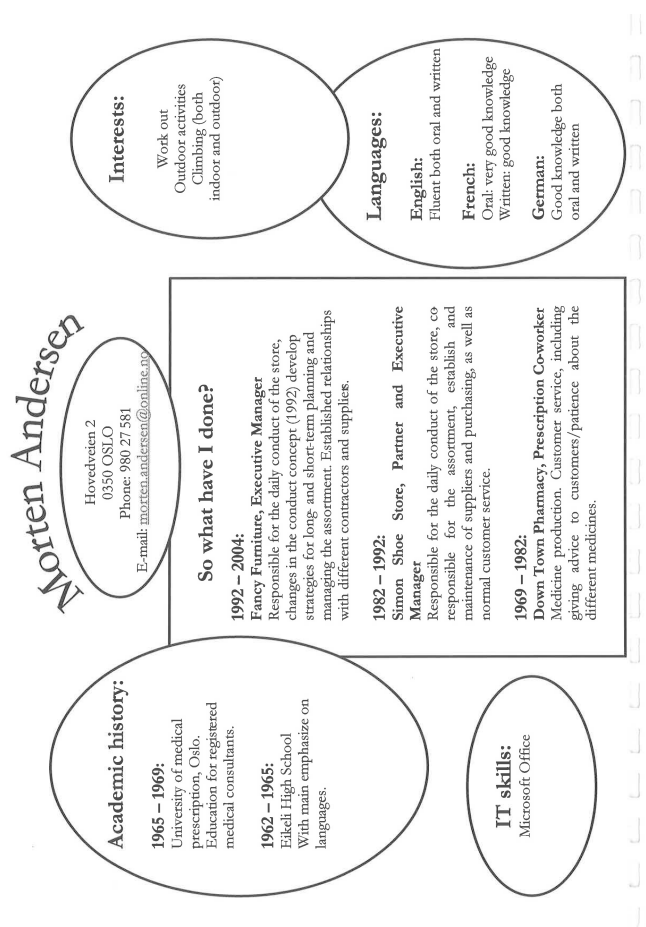 Morten Andersen
Hovedveien 2
0350 OSLO
Phone: 980 27 581
E-mail: morten.andersen@online.no
Academic history:
1965 – 1969:
University of medical
prescription, Oslo.
Education for registered
medical consultants.
1962 – 1965:
Eikeli High School
With main emphasize on
languages.
IT skills:
Microsoft Office
So what have I done?
1992 – 2004:
Fancy Furniture, Executive Manager
Responsible for the daily conduct of the store,
changes in the conduct concept (1992) develop
strategies for long- and short-term planning and
managing the assortment. Established relationships
with different contractors and suppliers.
1982 – 1992:
Simon Shoe Store, Partner and Executive
Manager
Responsible for the daily conduct of the store, co
responsible for the assortment, establish and
maintenance of suppliers and purchasing, as well as
normal customer service.
1969 – 1982:
Down Town Pharmacy, Prescription Co-worker
Medicine production. Customer service, including
giving advice to customers/patience about the
different medicines.
Interests:
Work out
Outdoor activities
Climbing (both
indoor and outdoor)
Languages:
English:
Fluent both oral and written
French:
Oral: very good knowledge
Written: good knowledge
German:
Good knowledge both
oral and written